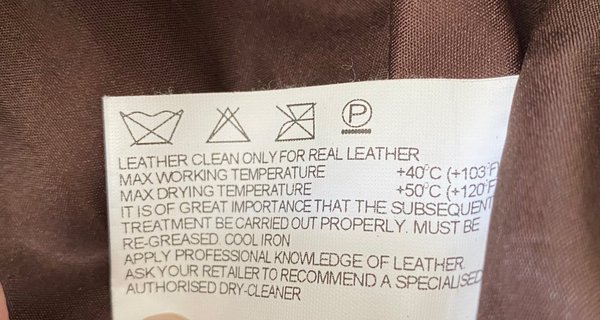 P
LEATHER CLEAN ONLY FOR REAL LEATHER
MAX WORKING TEMPERATURE +40°C (+103°F)
MAX DRYING TEMPERATURE +50°C (+120°F
IT IS OF GREAT IMPORTANCE THAT THE SUBSEQUENT
TREATMENT BE CARRIED OUT PROPERLY. MUST BE
RE-GREASED. COOL IRON
APPLY PROFESSIONAL KNOWLEDGE OF LEATHER.
ASK YOUR RETAILER TO RECOMMEND A SPECIALISED
AUTHORISED DRY-CLEANER